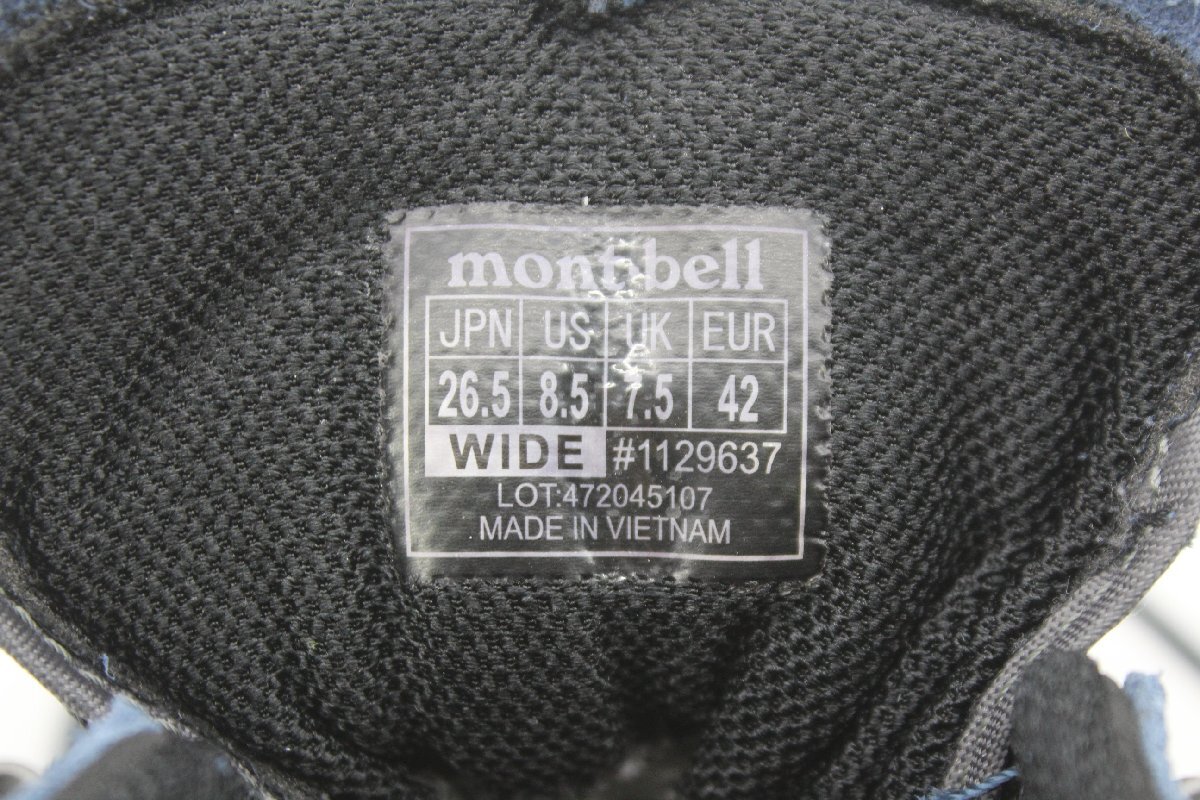 mont-bell
JPN US UK EUR
26.5 8.5 7.5 42
WIDE #1129637
LOT:472045107
MADE IN VIETNAM